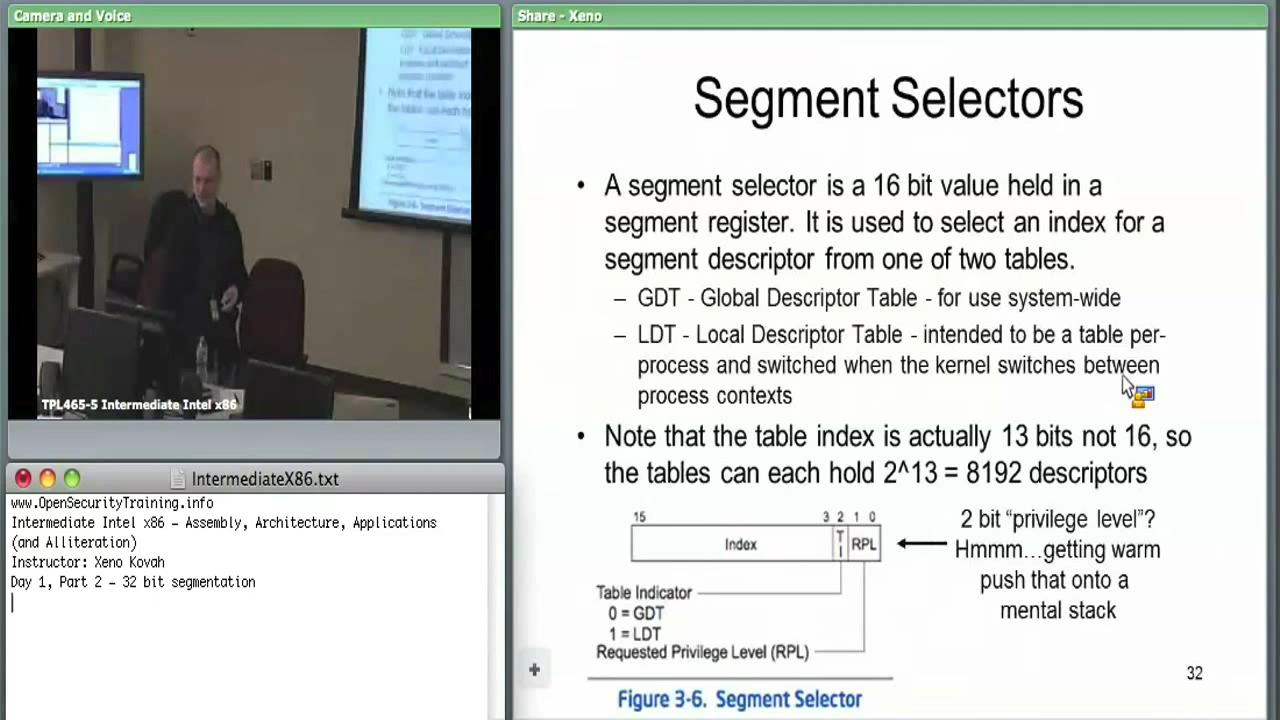 Camera and Voice
TPL465-5 Intermediate Intel x86
IntermediateX86.txt
www.OpenSecurityTraining.info
Intermediate Intel x86 – Assembly, Architecture, Applications
(and Alliteration)
Instructor: Xeno Kovah
Day 1, Part 2 – 32 bit segmentation
Share - Xeno
Segment Selectors
• A segment selector is a 16 bit value held in a
segment register. It is used to select an index for a
segment descriptor from one of two tables.
– GDT - Global Descriptor Table - for use system-wide
– LDT - Local Descriptor Table - intended to be a table per-
process and switched when the kernel switches between
process contexts
• Note that the table index is actually 13 bits not 16, so
the tables can each hold 2^13 = 8192 descriptors
15 3 2 1 0
Index TI RPL
Table Indicator
0 = GDT
1 = LDT
Requested Privilege Level (RPL)
2 bit “privilege level”?
Hmmm…getting warm
push that onto a
mental stack
Figure 3-6. Segment Selector
32